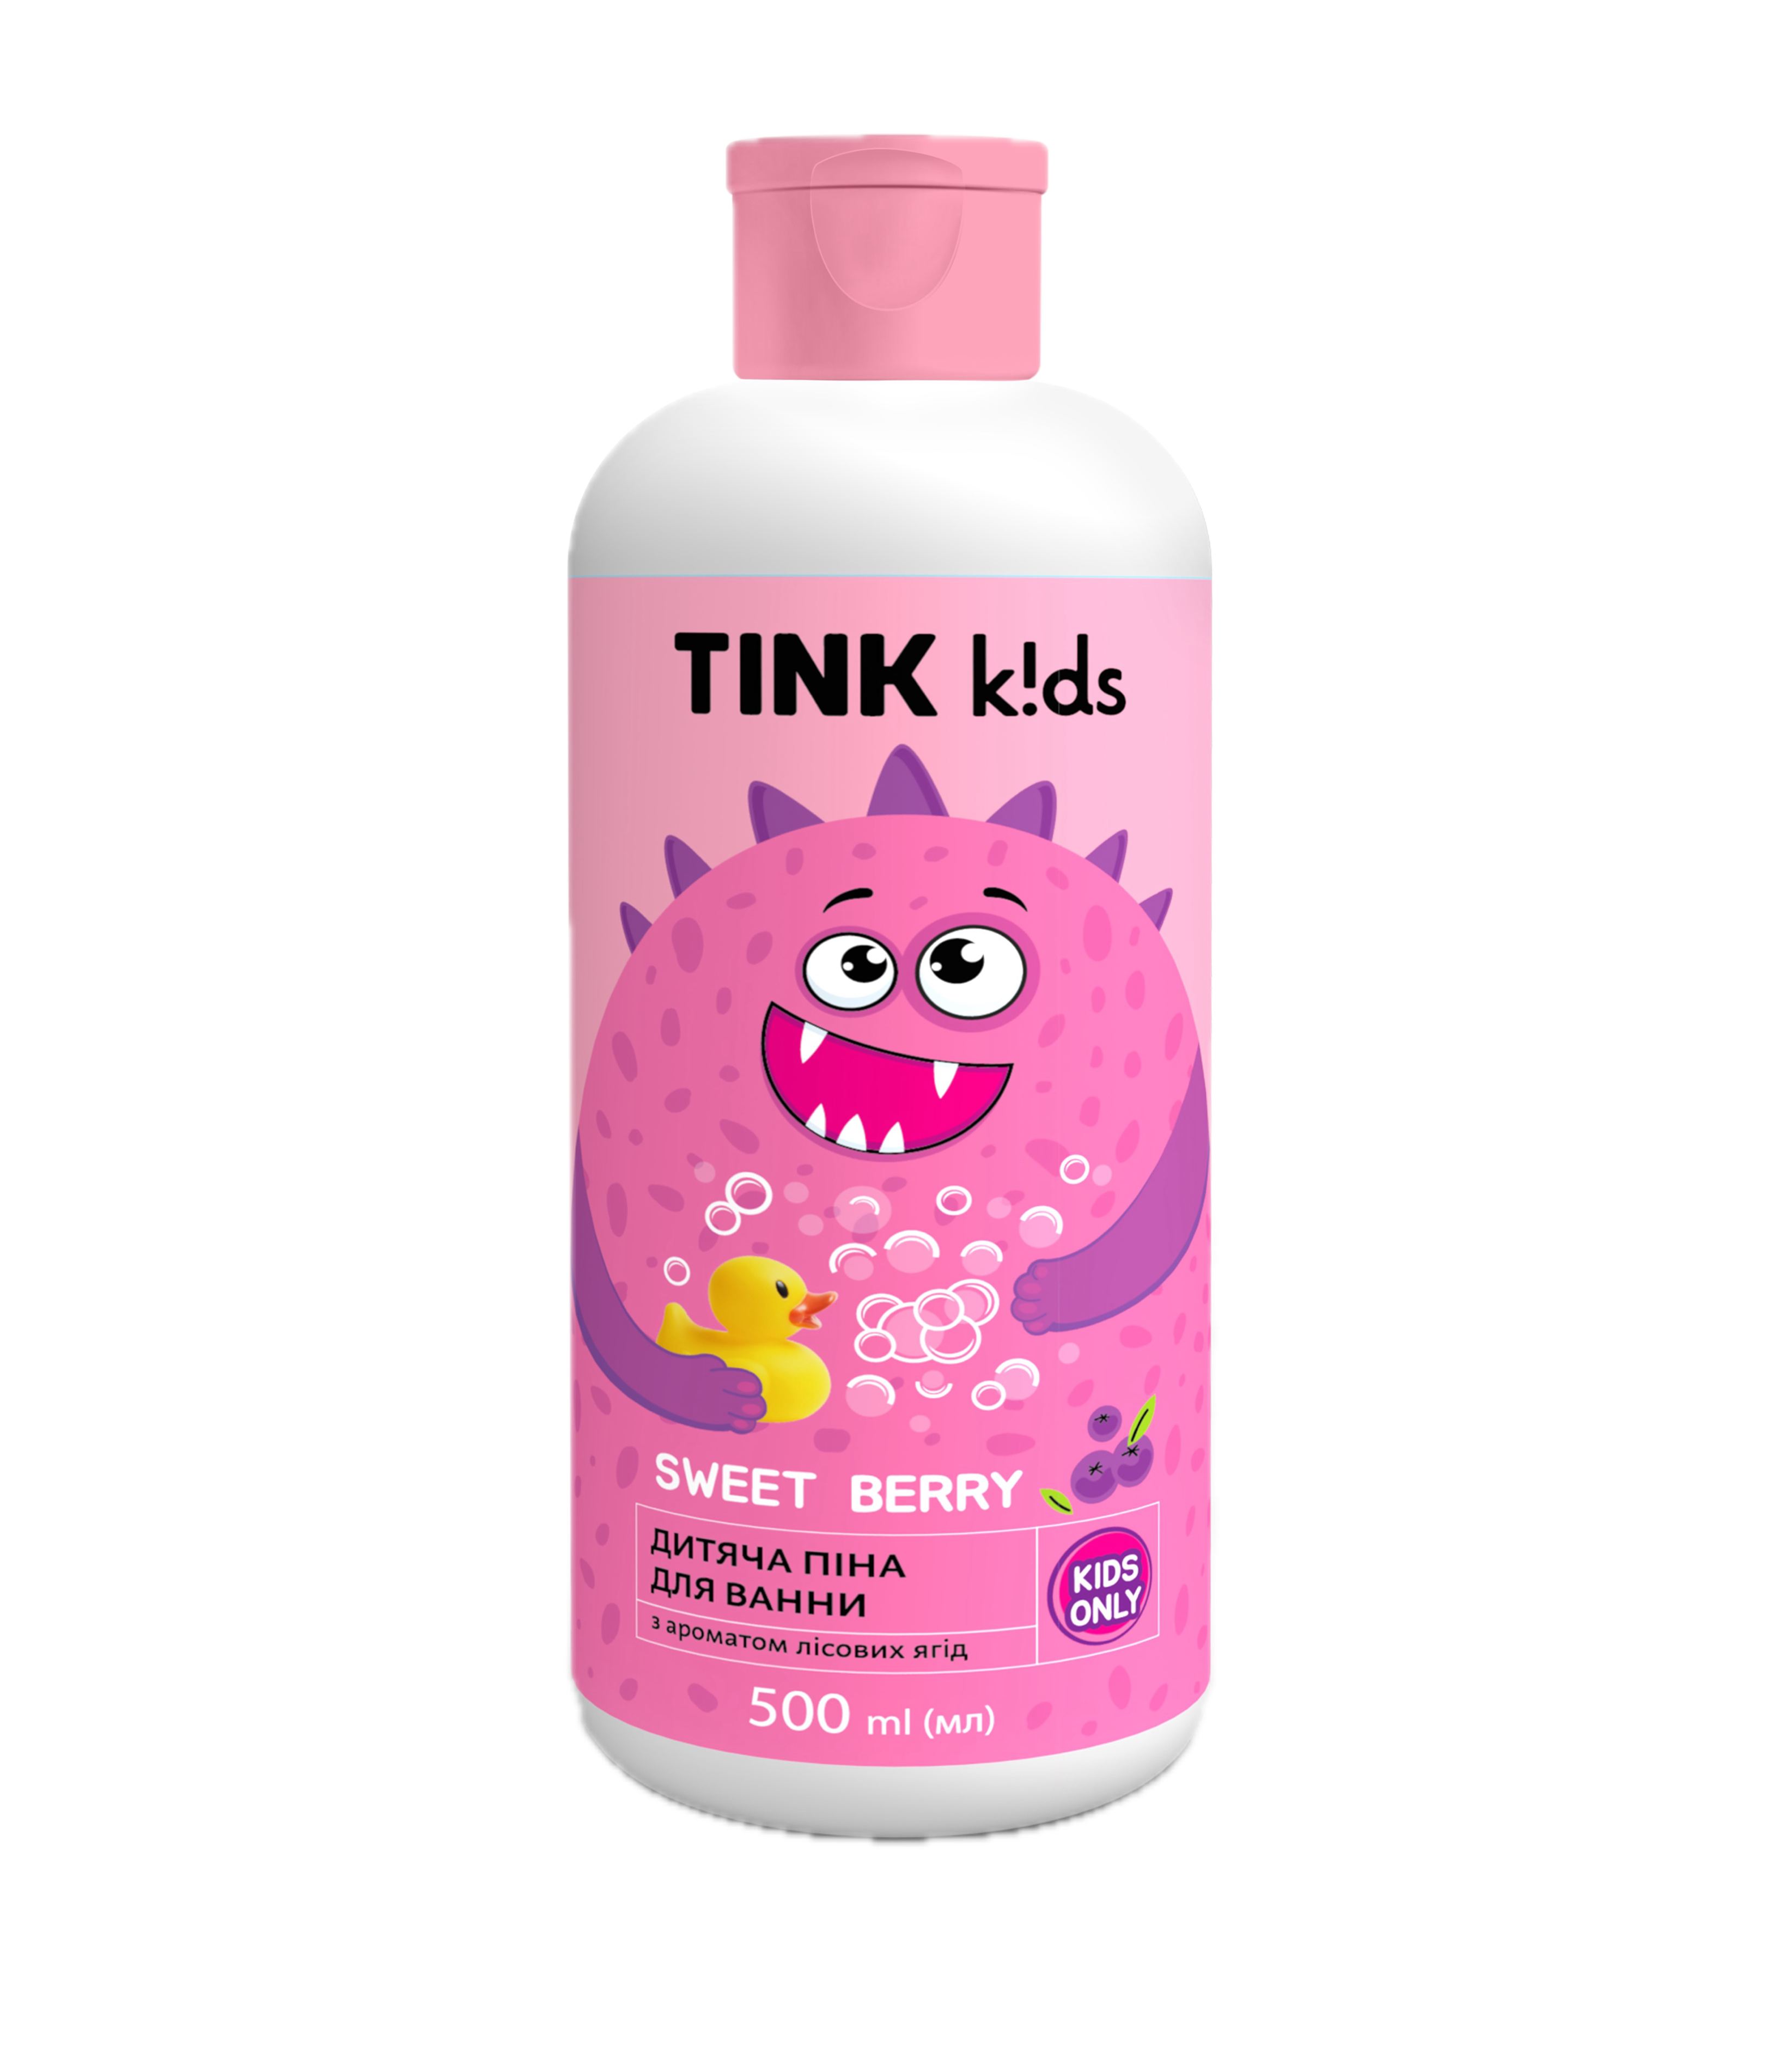 TINK k!ds
SWEET BERRY
ДИТЯЧА ПІНА
ДЛЯ ВАННИ
з ароматом лісових ягід
KIDS
ONLY
500 ml (мл)